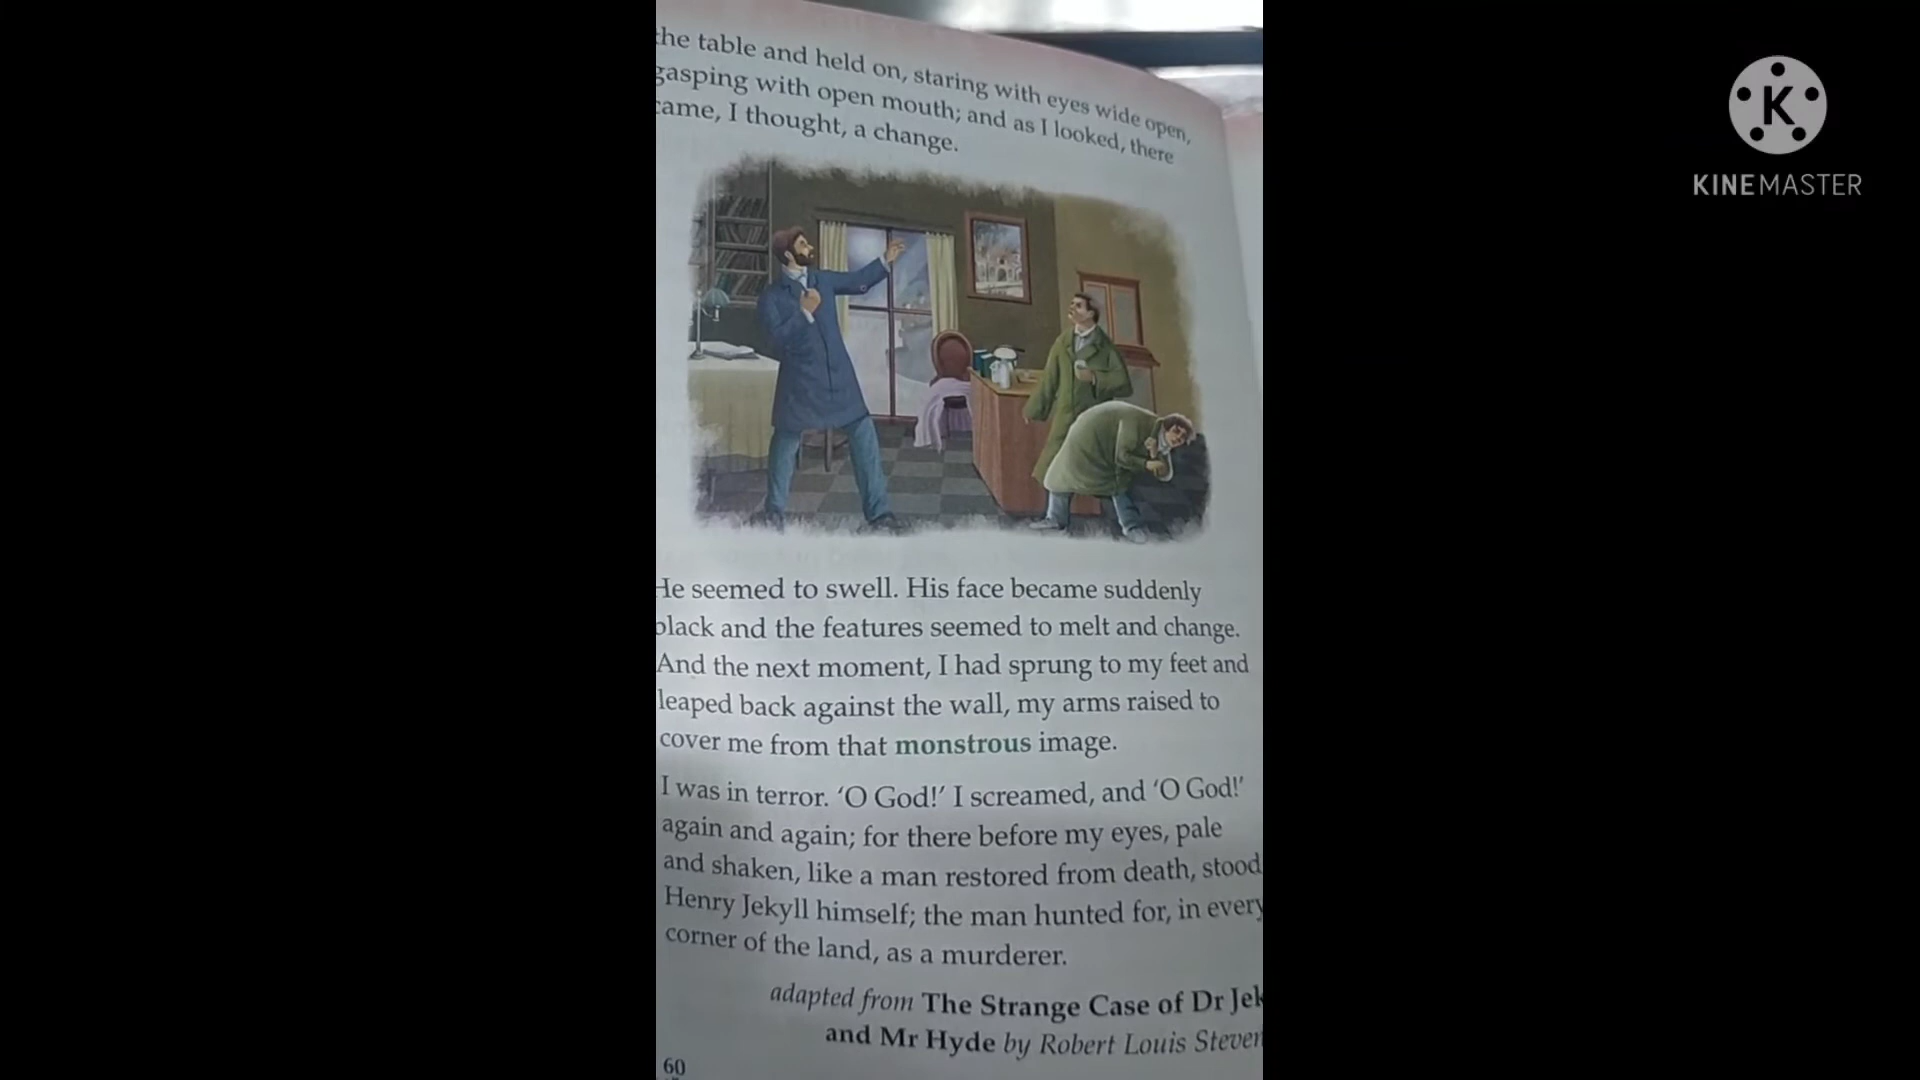 the table and held on, staring with eyes wide open,
gasping with open mouth; and as I looked, there
came, I thought, a change.
He seemed to swell. His face became suddenly
black and the features seemed to melt and change.
And the next moment, I had sprung to my feet and
leaped back against the wall, my arms raised to
cover me from that monstrous image.
I was in terror. ‘O God!’ I screamed, and ‘O God!’
again and again; for there before my eyes, pale
and shaken, like a man restored from death, stood
Henry Jekyll himself; the man hunted for, in every
corner of the land, as a murderer.
adapted from The Strange Case of Dr Jek
and Mr Hyde by Robert Louis Steven
60
K
KINEMASTER